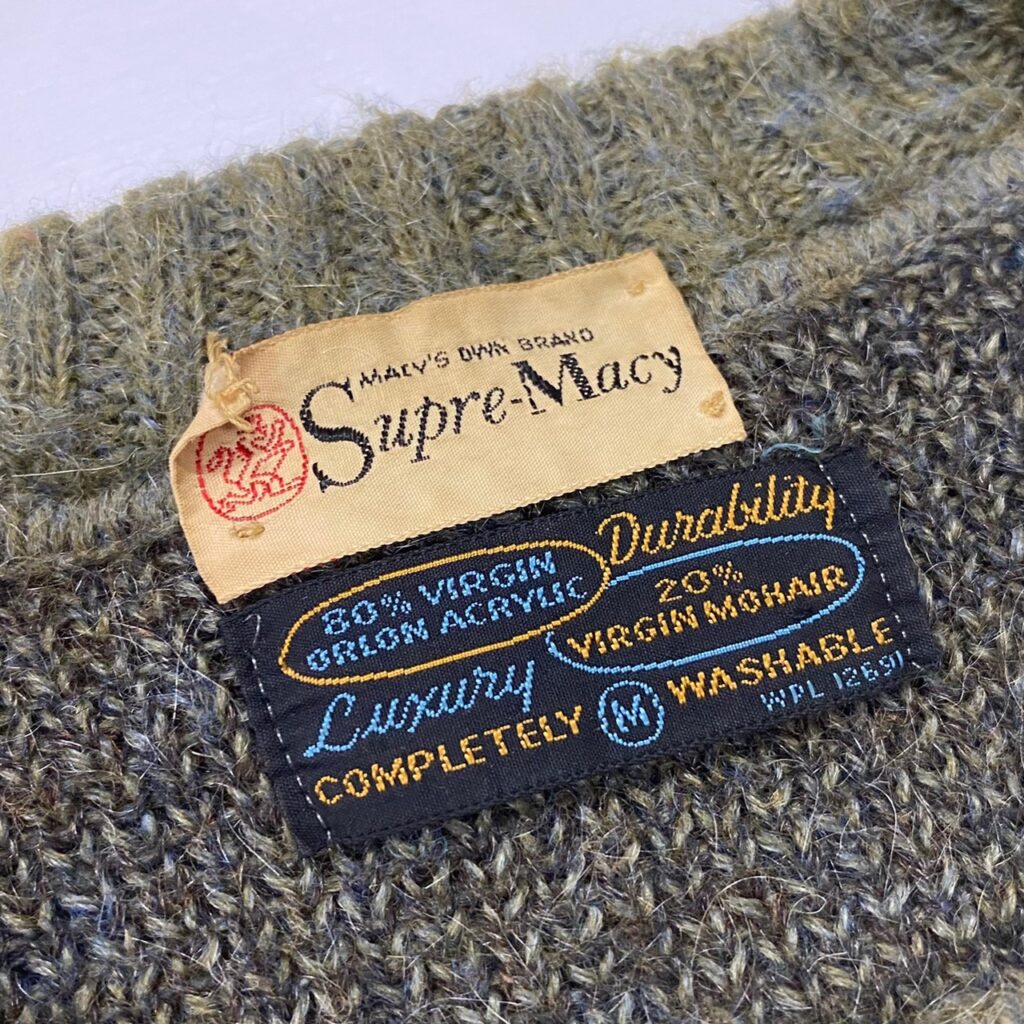 MACY'S OWN BRAND
Supre-Macy
Durability
80% VIRGIN
ORLON ACRYLIC
20%
VIRGIN MOHAIR
Luxury
COMPLETELY M WASHABLE
WPL 12691